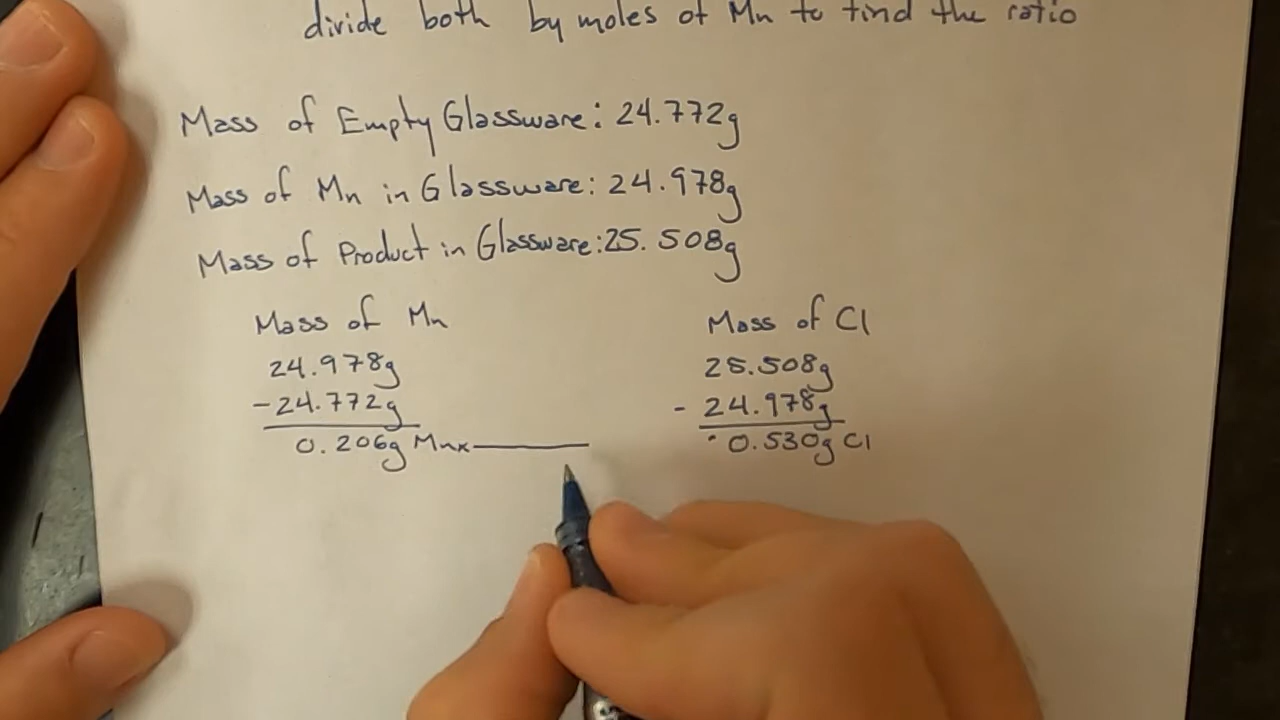 divide both by moles of Mn to find the ratio
Mass of Empty Glassware: 24.772g
Mass of Mn in Glassware: 24.978g
Mass of Product in Glassware: 25.508g
Mass of Mn
24.978g
-24.772g
0.206g Mn x
Mass of Cl
25.508g
- 24.978g
0.530g Cl